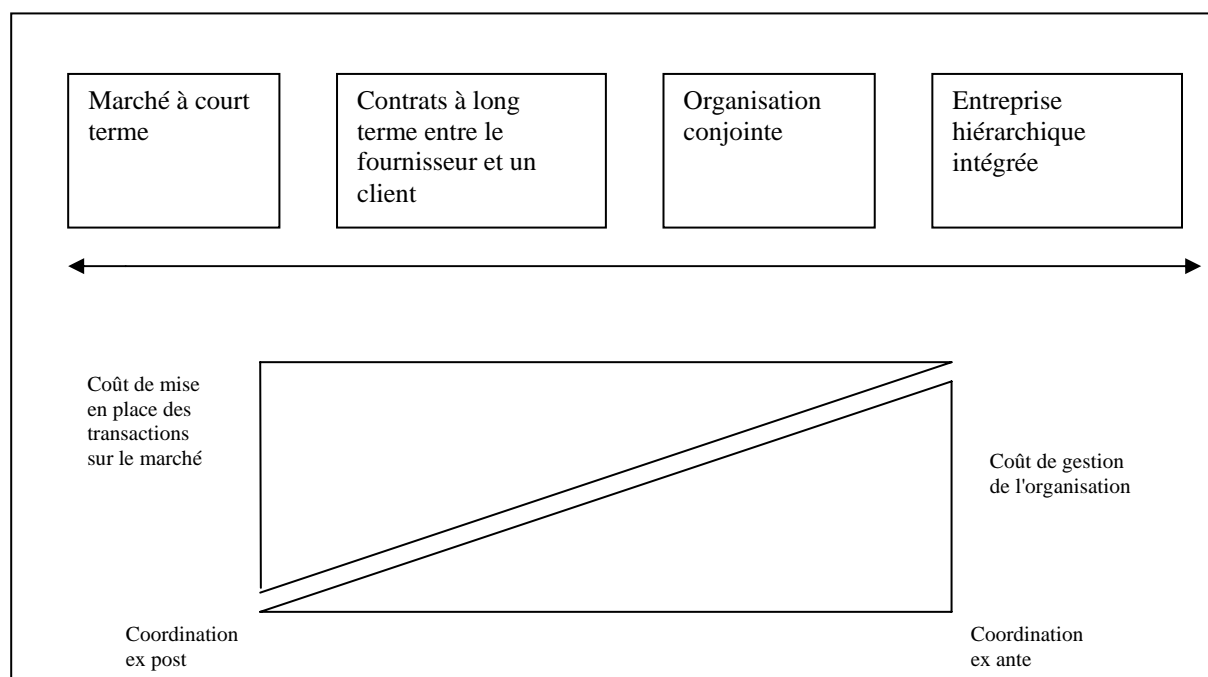 Marché à court
terme
Contrats à long
terme entre le
fournisseur et un
client
Organisation
conjointe
Entreprise
hiérarchique
intégrée
Coût de mise
en place des
transactions
sur le marché
Coût de gestion
de l'organisation
Coordination
ex post
Coordination
ex ante